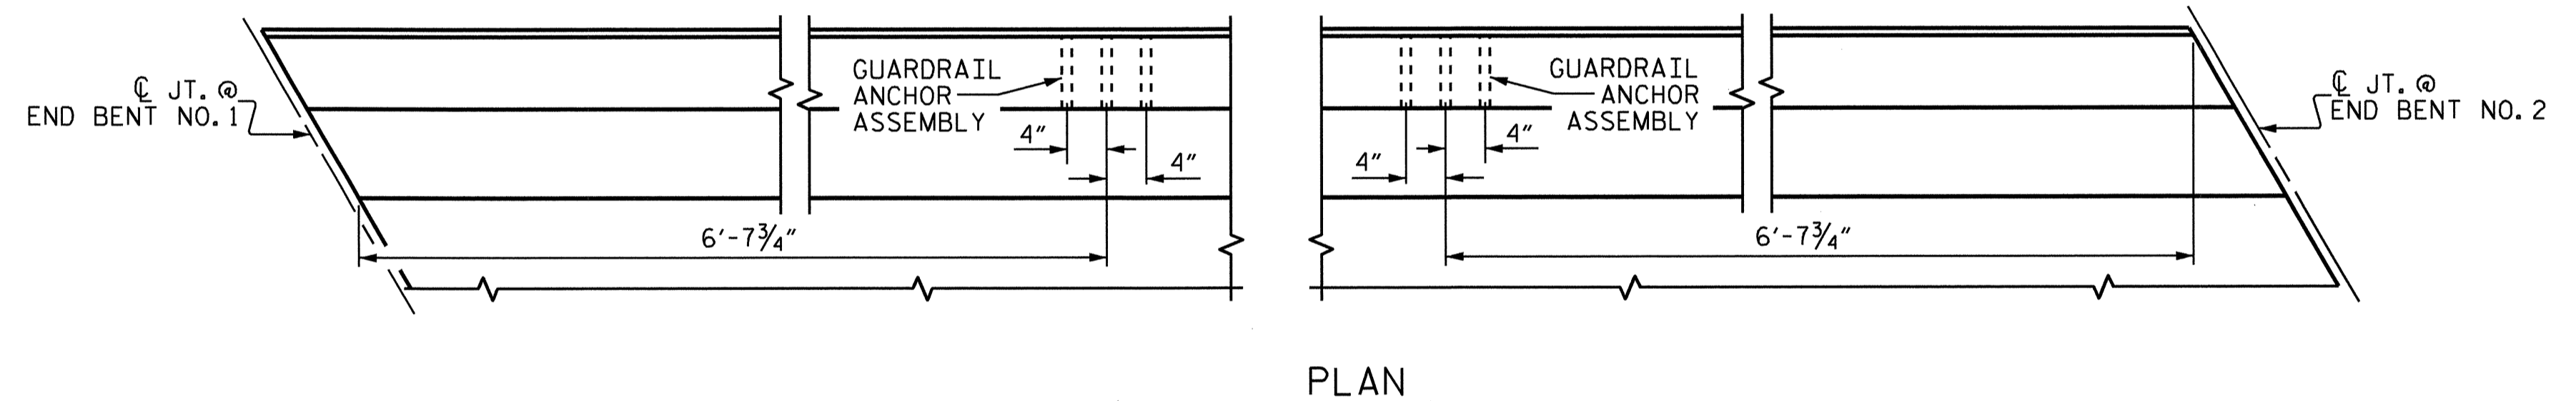 ℄ JT. @
END BENT NO. 1
GUARDRAIL
ANCHOR
ASSEMBLY
4"
4"
6'-7¾"
GUARDRAIL
ANCHOR
ASSEMBLY
4"
4"
6'-7¾"
℄ JT. @
END BENT NO. 2
PLAN